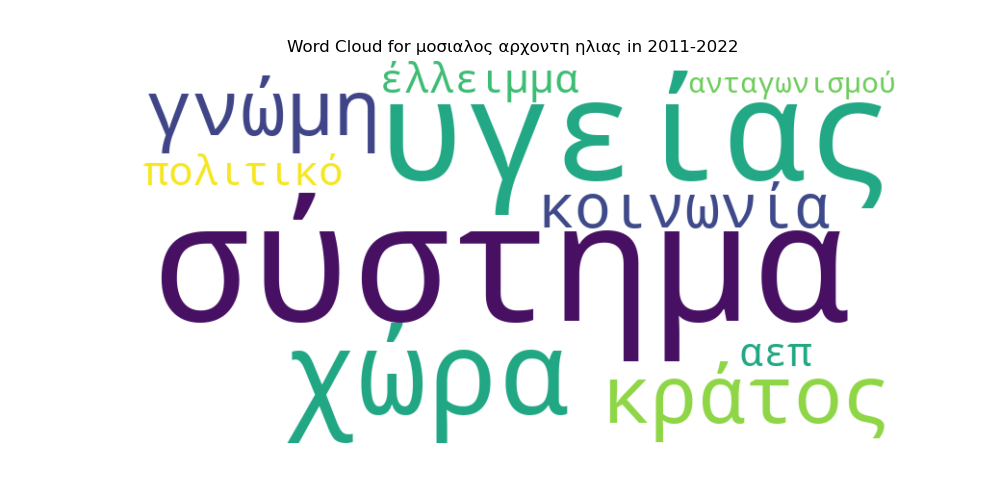 Word Cloud for μοσιαλος αρχοντη ηλιας in 2011-2022
έλλειμμα
ανταγωνισμού
γνώμη
υγείας
πολιτικό
κοινωνία
σύστημα
χώρα
αεπ
κράτος